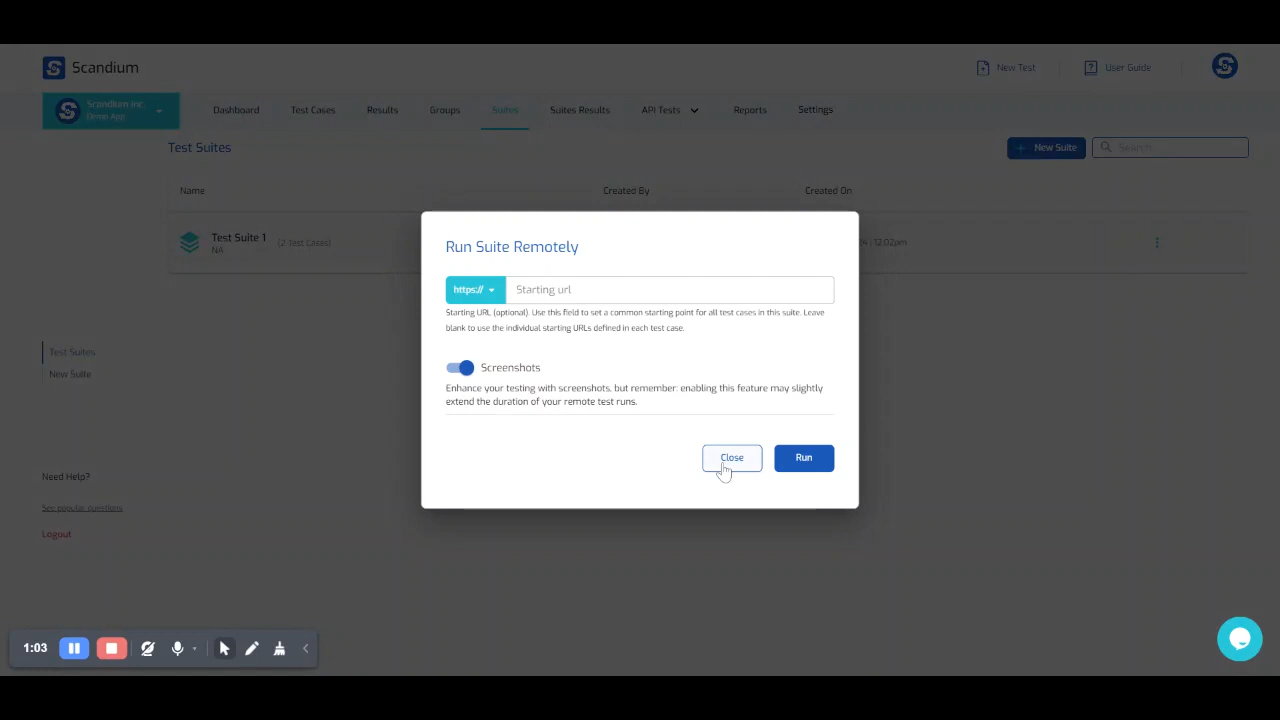 Scandium
New Test
User Guide
Scandium Inc
Demo App
Dashboard
Test Cases
Results
Groups
Suites
Suites Results
API Tests
Reports
Settings
Test Suites
+ New Suite
Search...
Name
Created By
Created On
Test Suite 1
(2 Test Cases)
NA
| 12:02pm
Run Suite Remotely
https://
Starting url
Starting URL (optional). Use this field to set a common starting point for all test cases in this suite. Leave
blank to use the individual starting URLs defined in each test case.
Screenshots
Enhance your testing with screenshots, but remember: enabling this feature may slightly
extend the duration of your remote test runs.
Close
Run
Test Suites
New Suite
Need Help?
See popular questions
Logout
1:03